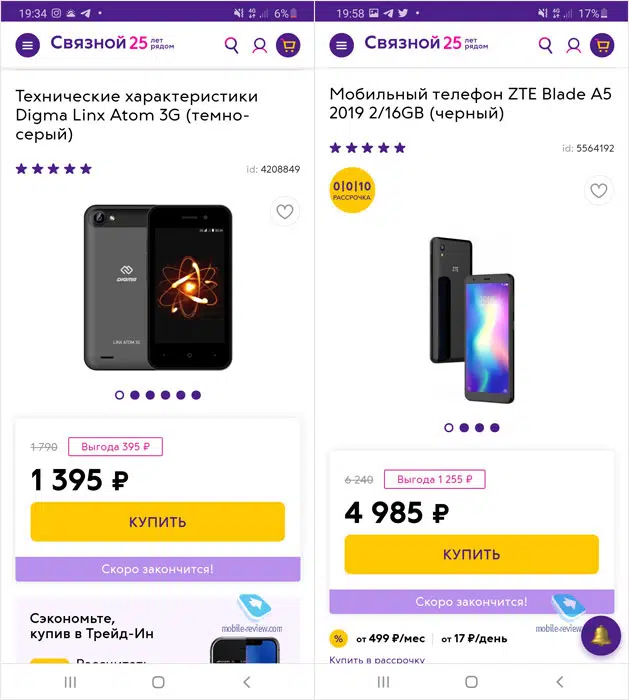 19:34
6%
Связной 25 лет рядом
Технические характеристики
Digma Linx Atom 3G (темно-
серый)
id: 4208849
DIGMA
LINX ATOM 3G
1 790
Выгода 395 ₽
1 395 ₽
КУПИТЬ
Скоро закончится!
Сэкономьте,
купив в Трейд-Ин
mobile-review.com
Рассчитать
19:58
17%
Связной 25 лет рядом
Мобильный телефон ZTE Blade A5
2019 2/16GB (черный)
id: 5564192
0|0|10
РАССРОЧКА
ZTE
6 240
Выгода 1 255 ₽
4 985 ₽
КУПИТЬ
Скоро закончится!
mobile-review.com
% от 499 ₽/мес от 17 ₽/день
Купить в рассрочку